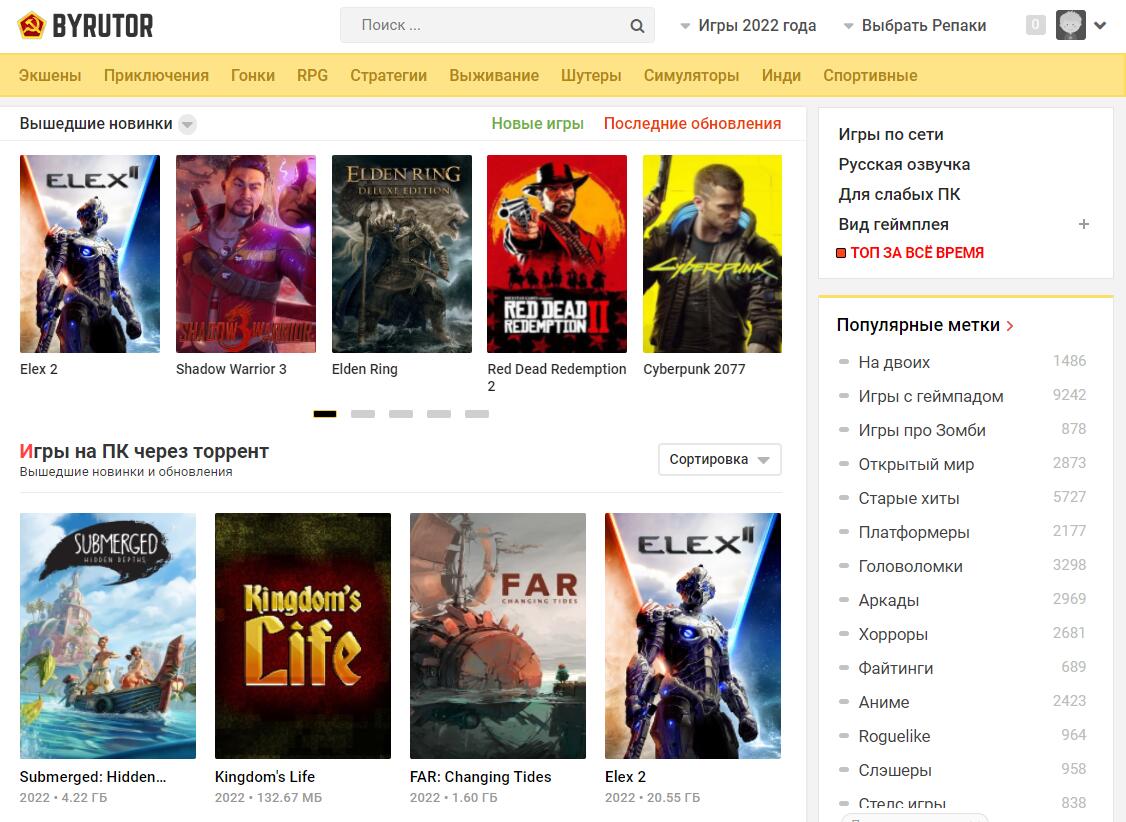 BYRUTOR
Поиск ...
Игры 2022 года
Выбрать Репаки
0
Экшены Приключения Гонки RPG Стратегии Выживание Шутеры Симуляторы Инди Спортивные
Вышедшие новинки
Новые игры
Последние обновления
ELEX II
SHADOW WARRIOR 3
ELDEN RING
DELUXE EDITION
RED DEAD
REDEMPTION II
Cyberpunk
Elex 2
Shadow Warrior 3
Elden Ring
Red Dead Redemption
2
Cyberpunk 2077
Игры на ПК через торрент
Вышедшие новинки и обновления
Сортировка
SUBMERGED
HIDDEN DEPTHS
Kingdom's
Life
FAR
CHANGING TIDES
ELEX II
Submerged: Hidden...
2022 • 4.22 ГБ
Kingdom's Life
2022 • 132.67 МБ
FAR: Changing Tides
2022 • 1.60 ГБ
Elex 2
2022 • 20.55 ГБ
Игры по сети
Русская озвучка
Для слабых ПК
Вид геймплея +
ТОП ЗА ВСЁ ВРЕМЯ
Популярные метки
На двоих 1486
Игры с геймпадом 9242
Игры про Зомби 878
Открытый мир 2873
Старые хиты 5727
Платформеры 2177
Головоломки 3298
Аркады 2969
Хорроры 2681
Файтинги 689
Аниме 2423
Roguelike 964
Слэшеры 958
Стелс игры 838